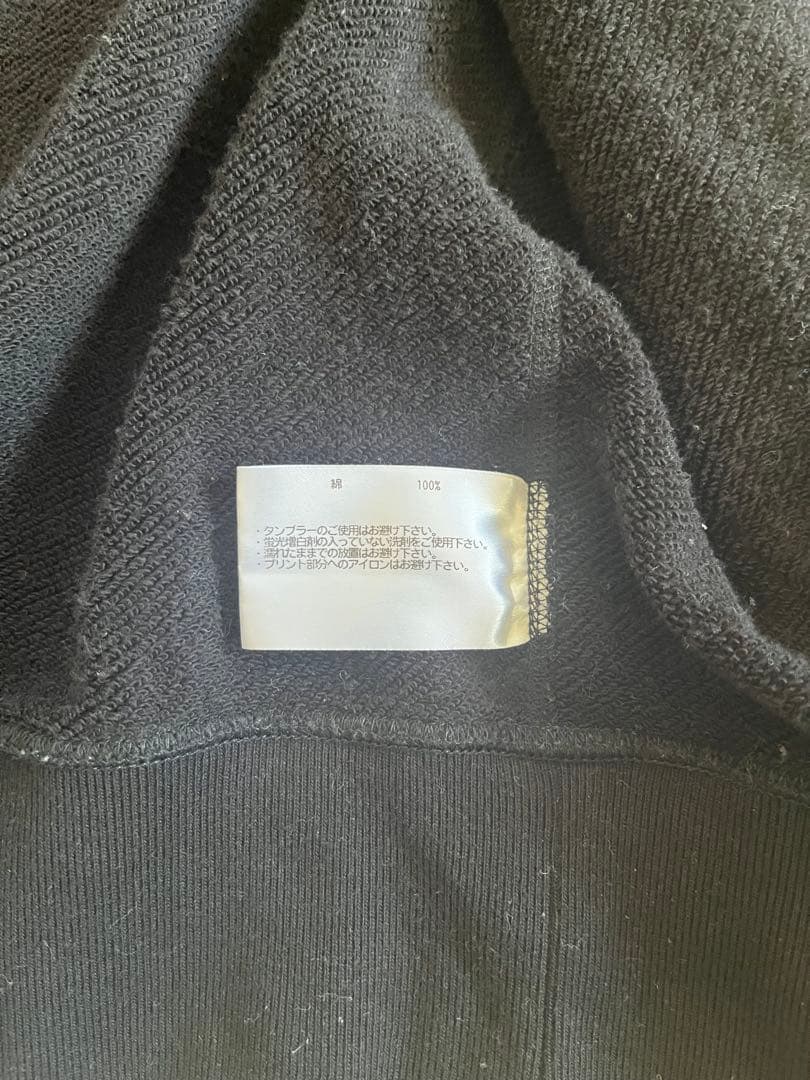 綿 100%
・タンブラーのご使用はお避け下さい。
・蛍光増白剤の入っていない洗剤をご使用下さい。
・濡れたままでの放置はお避け下さい。
・プリント部分へのアイロンはお避け下さい。